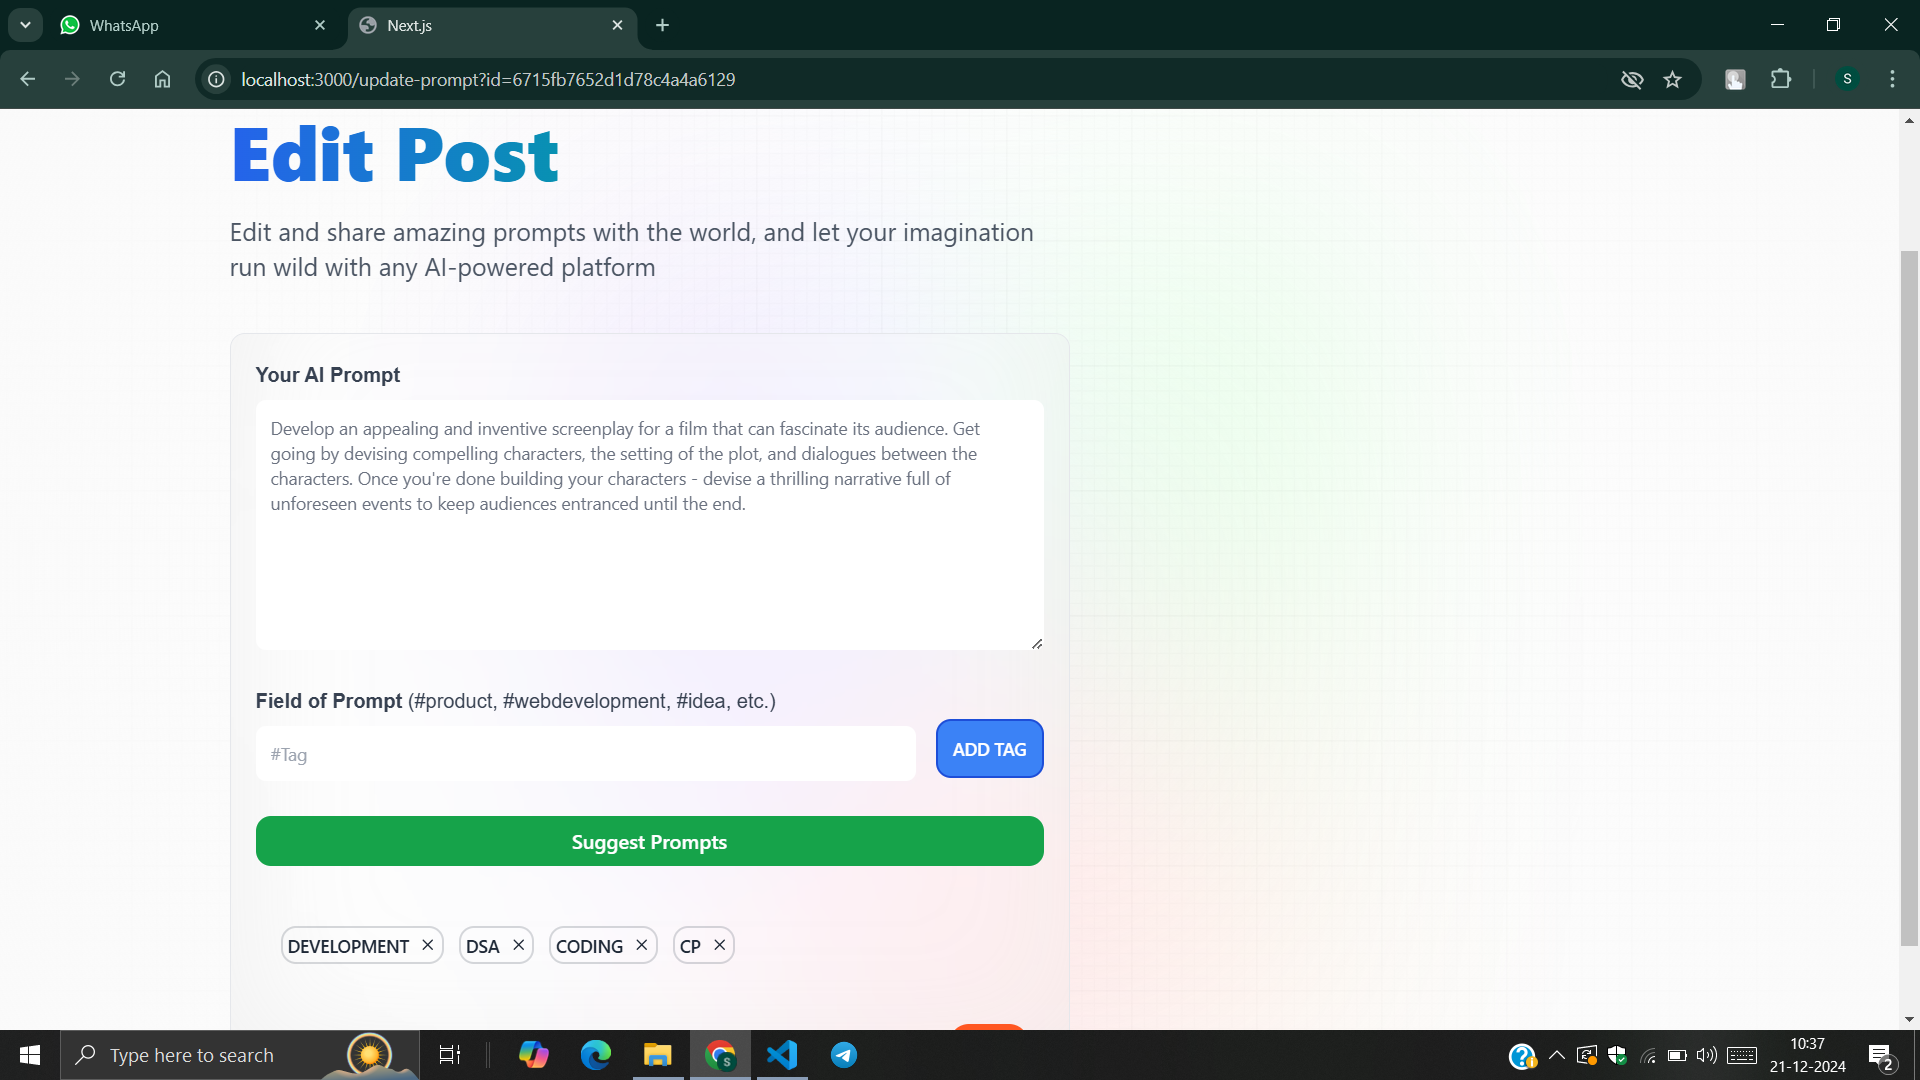 WhatsApp
Next.js
localhost:3000/update-prompt?id=6715fb7652d1d78c4a4a6129
S
Edit Post
Edit and share amazing prompts with the world, and let your imagination
run wild with any AI-powered platform
Your AI Prompt
Develop an appealing and inventive screenplay for a film that can fascinate its audience. Get
going by devising compelling characters, the setting of the plot, and dialogues between the
characters. Once you're done building your characters - devise a thrilling narrative full of
unforeseen events to keep audiences entranced until the end.
Field of Prompt (#product, #webdevelopment, #idea, etc.)
#Tag
ADD TAG
Suggest Prompts
DEVELOPMENT
DSA
CODING
CP
Type here to search
S
10:37
21-12-2024
2